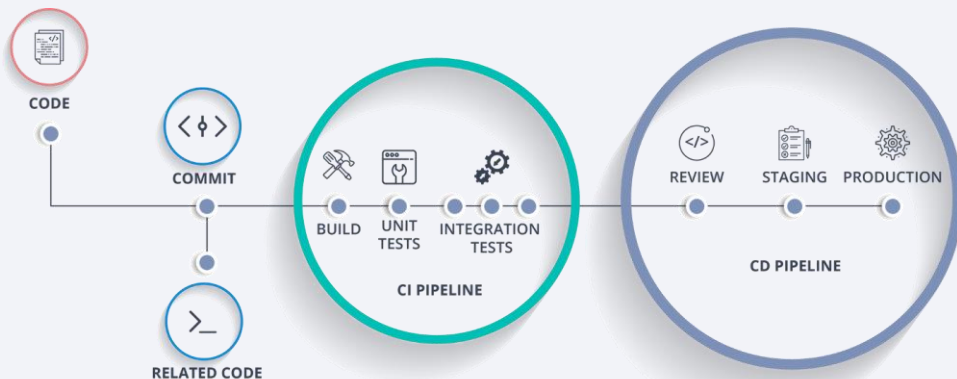 CODE
COMMIT
RELATED CODE
BUILD
UNIT
TESTS
INTEGRATION
TESTS
CI PIPELINE
REVIEW
STAGING
PRODUCTION
CD PIPELINE